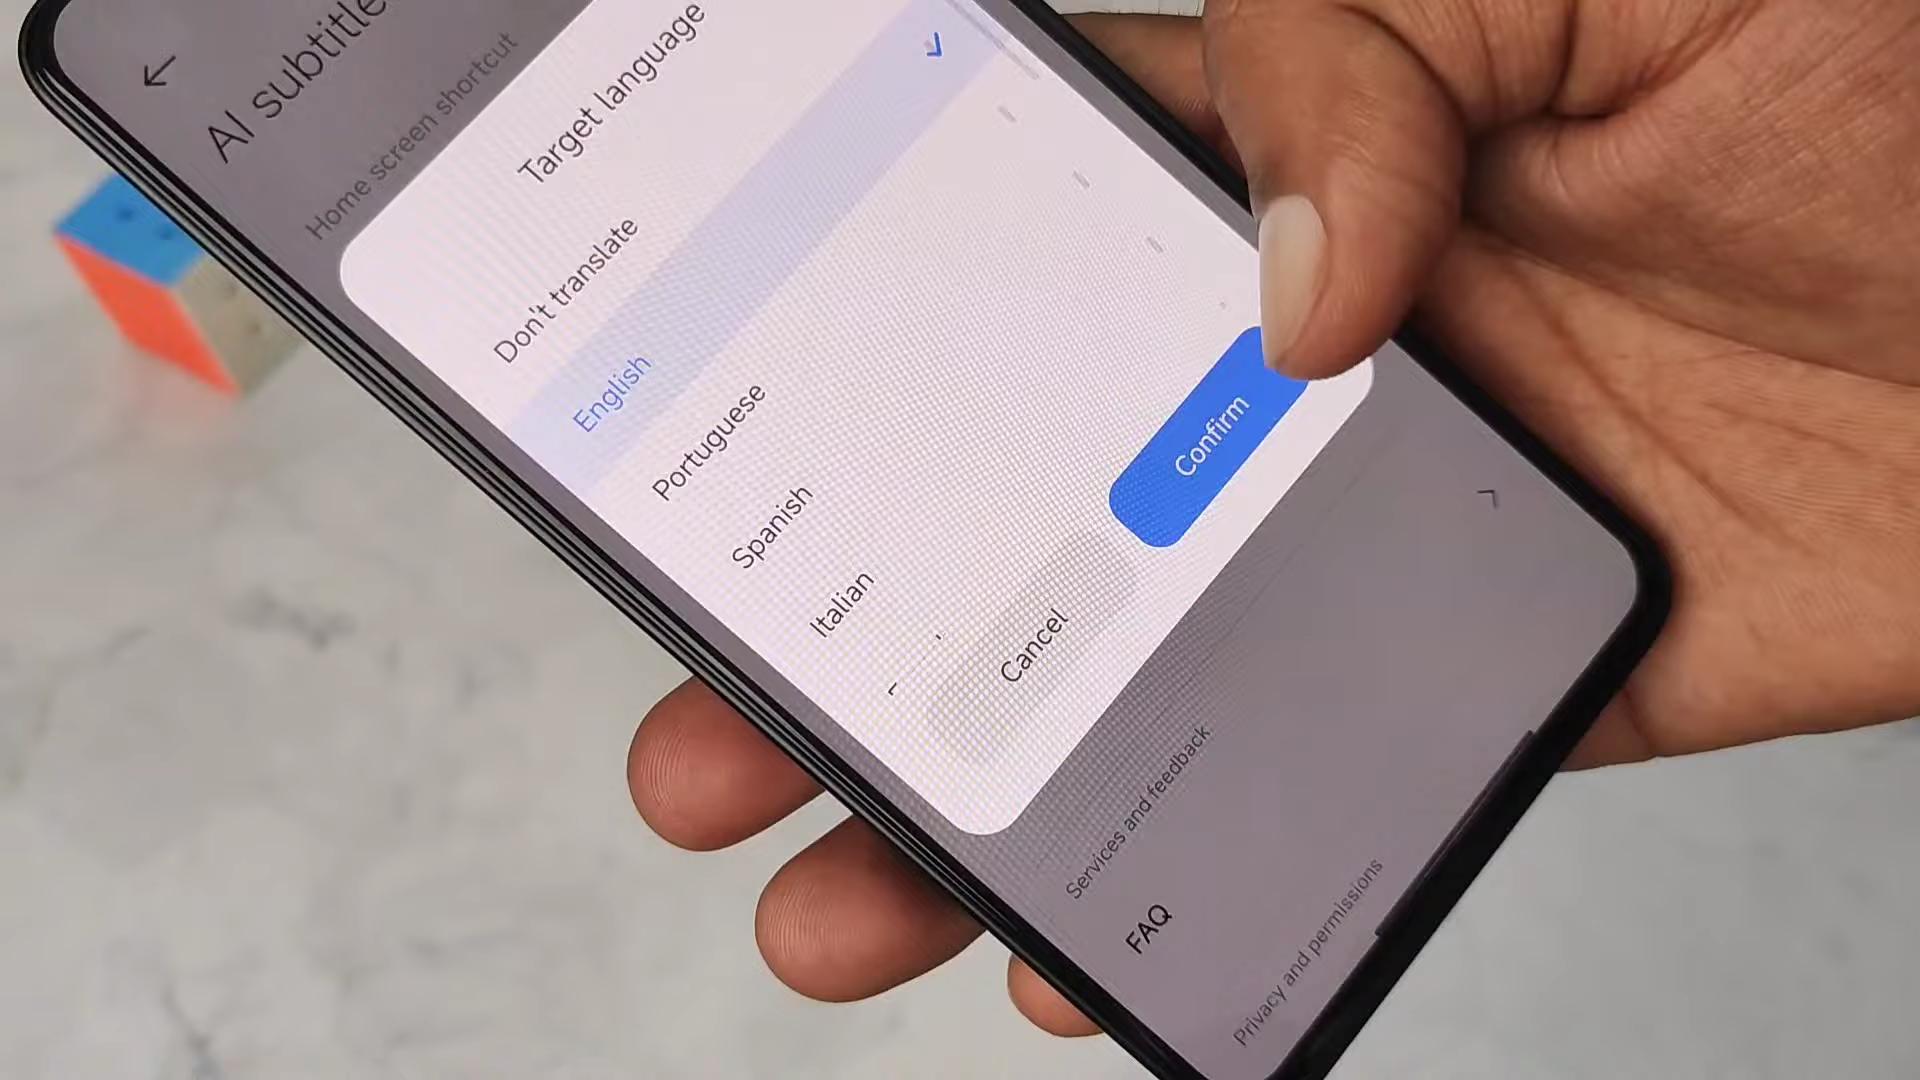 AI subtitle
Home screen shortcut
Target language
Don't translate
English
Portuguese
Spanish
Italian
Cancel
Confirm
Services and feedback
FAQ
Privacy and permissions